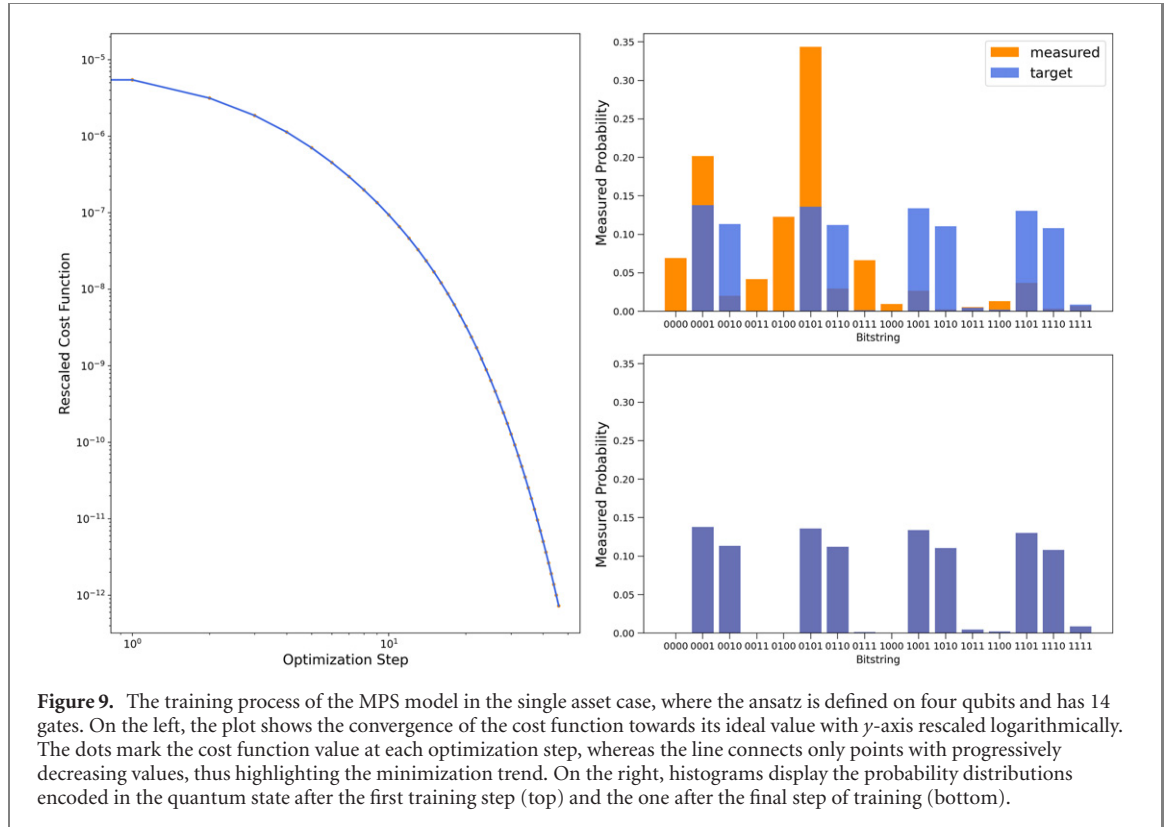 10⁻⁵
10⁻⁶
10⁻⁷
10⁻⁸
10⁻⁹
10⁻¹⁰
10⁻¹¹
10⁻¹²
Rescaled Cost Function
10⁰ 10¹
Optimization Step
measured
target
0.35
0.30
0.25
0.20
0.15
0.10
0.05
0.00
Measured Probability
0000 0001 0010 0011 0100 0101 0110 0111 1000 1001 1010 1011 1100 1101 1110 1111
Bitstring
0.35
0.30
0.25
0.20
0.15
0.10
0.05
0.00
Measured Probability
0000 0001 0010 0011 0100 0101 0110 0111 1000 1001 1010 1011 1100 1101 1110 1111
Bitstring
Figure 9. The training process of the MPS model in the single asset case, where the ansatz is defined on four qubits and has 14
gates. On the left, the plot shows the convergence of the cost function towards its ideal value with y-axis rescaled logarithmically.
The dots mark the cost function value at each optimization step, whereas the line connects only points with progressively
decreasing values, thus highlighting the minimization trend. On the right, histograms display the probability distributions
encoded in the quantum state after the first training step (top) and the one after the final step of training (bottom).